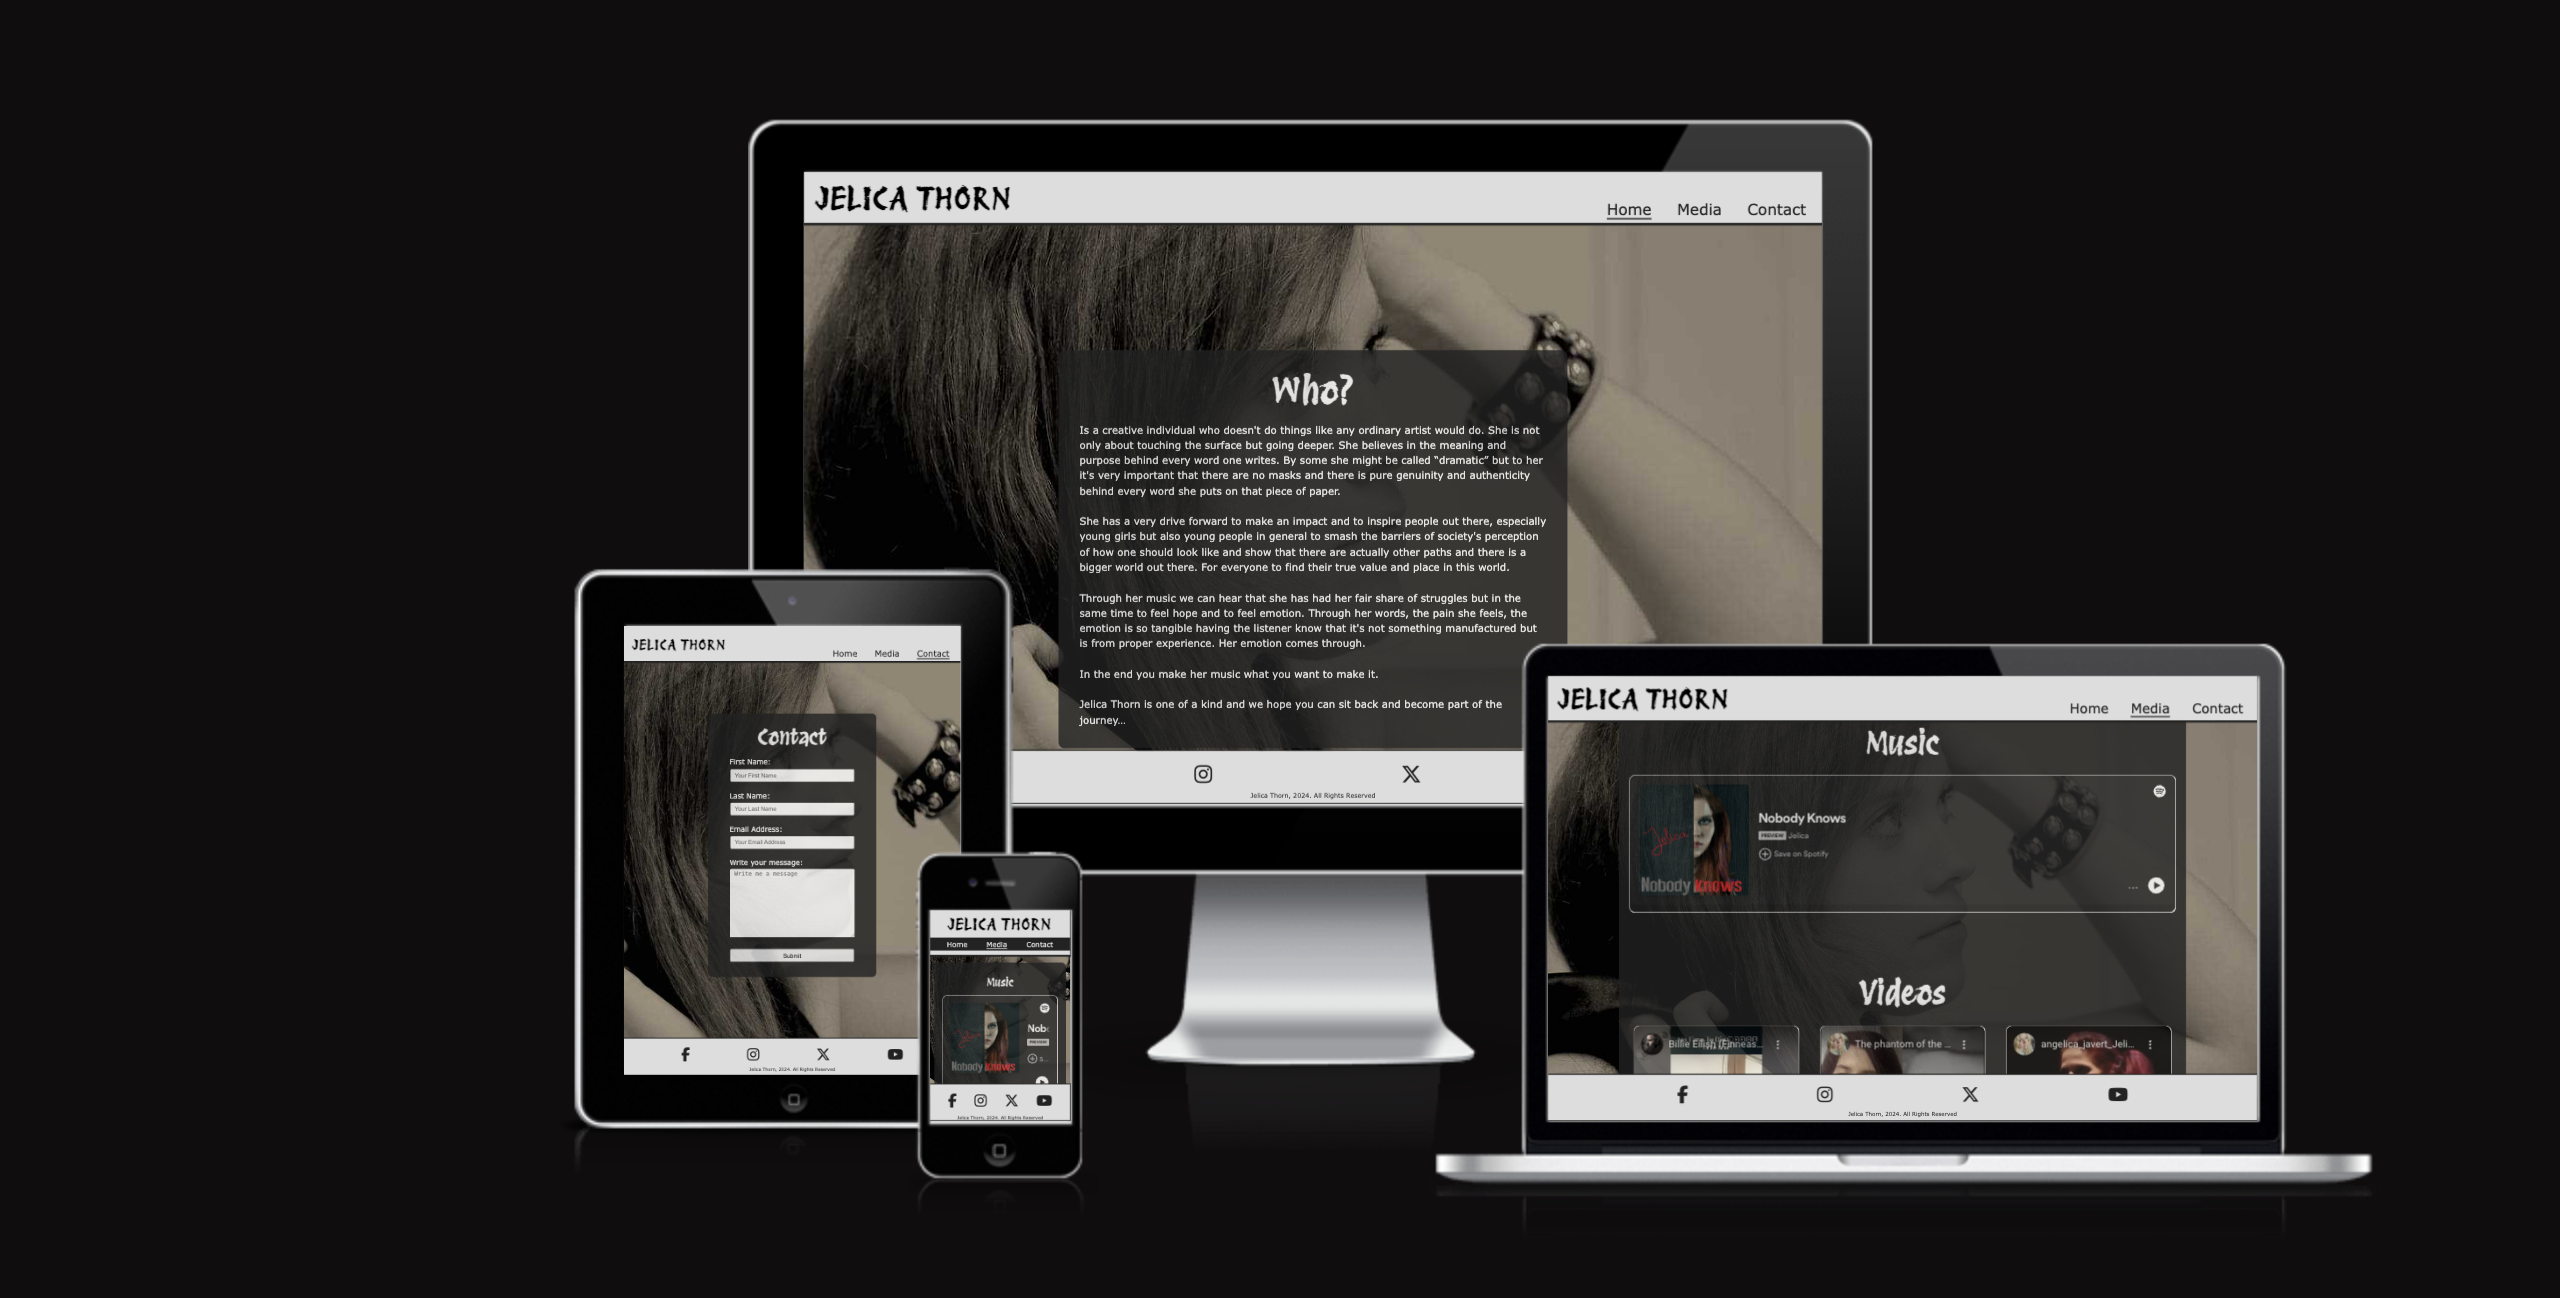 JELICA THORN
Home Media Contact
Who?
Is a creative individual who doesn't do things like any ordinary artist would do. She is not
only about touching the surface but going deeper. She believes in the meaning and
purpose behind every word one writes. By some she might be called “dramatic” but to her
it's very important that there are no masks and there is pure genuinity and authenticity
behind every word she puts on that piece of paper.
She has a very drive forward to make an impact and to inspire people out there, especially
young girls but also young people in general to smash the barriers of society's perception
of how one should look like and show that there are actually other paths and there is a
bigger world out there. For everyone to find their true value and place in this world.
Through her music we can hear that she has had her fair share of struggles but in the
same time to feel hope and to feel emotion. Through her words, the pain she feels, the
emotion is so tangible having the listener know that it's not something manufactured but
is from proper experience. Her emotion comes through.
In the end you make her music what you want to make it.
Jelica Thorn is one of a kind and we hope you can sit back and become part of the
journey...
Jelica Thorn, 2024. All Rights Reserved
JELICA THORN
Home Media Contact
Contact
First Name:
Your First Name
Last Name:
Your Last Name
Email Address:
Your Email Address
Write your message:
Write me a message
Submit
Jelica Thorn, 2024. All Rights Reserved
JELICA THORN
Home Media Contact
Music
Nobody Knows
Nob
PREVIEW
S...
Jelica Thorn, 2024. All Rights Reserved
JELICA THORN
Home Media Contact
Music
Jelica
Nobody Knows
Nobody Knows
PREVIEW Jelica
Save on Spotify
Videos
Billie Eilish (Finneas...
The phantom of the ...
angelica_javert_Jeli...
Jelica Thorn, 2024. All Rights Reserved